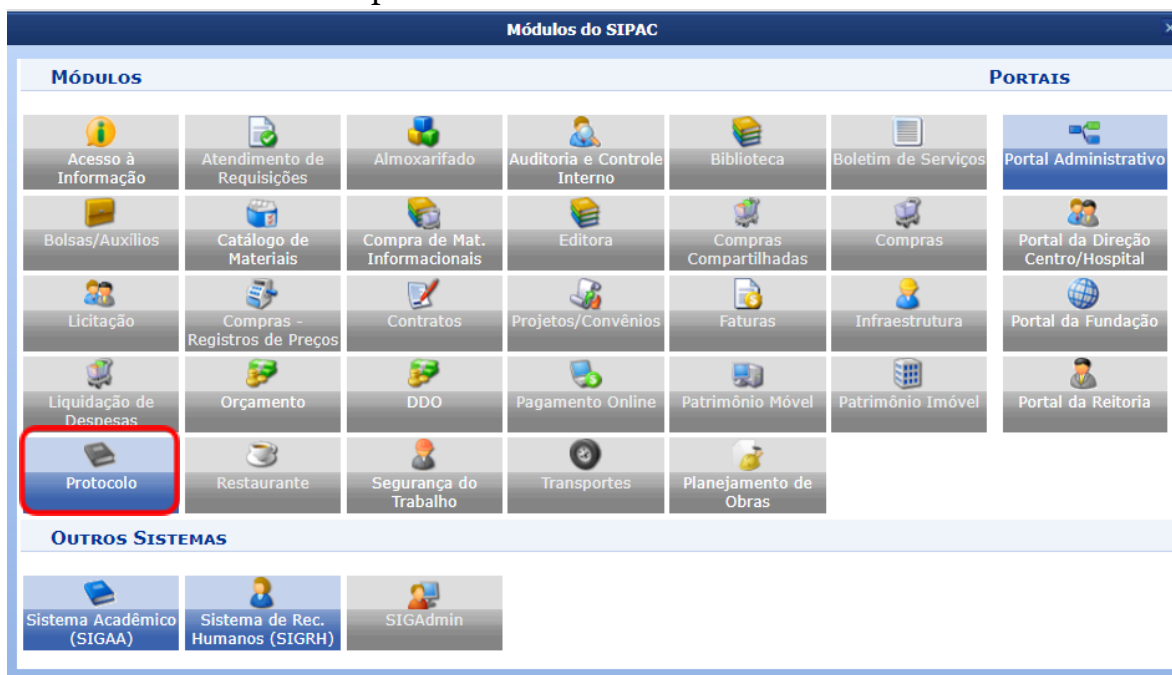 Módulos do SIPAC
Módulos
Portais
Acesso à
Informação
Atendimento de
Requisições
Almoxarifado
Auditoria e Controle
Interno
Biblioteca
Boletim de Serviços
Portal Administrativo
Bolsas/Auxílios
Catálogo de
Materiais
Compra de Mat.
Informacionais
Editora
Compras
Compartilhadas
Compras
Portal da Direção
Centro/Hospital
Licitação
Compras -
Registros de Preços
Contratos
Projetos/Convênios
Faturas
Infraestrutura
Portal da Fundação
Liquidação de
Despesas
Orçamento
DDO
Pagamento Online
Patrimônio Móvel
Patrimônio Imóvel
Portal da Reitoria
Protocolo
Restaurante
Segurança do
Trabalho
Transportes
Planejamento de
Obras
Outros Sistemas
Sistema Acadêmico
(SIGAA)
Sistema de Rec.
Humanos (SIGRH)
SIGAdmin